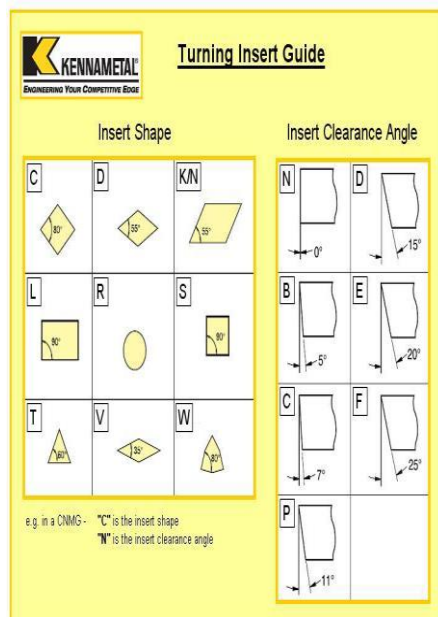 KENNAMETAL®
ENGINEERING YOUR COMPETITIVE EDGE
Turning Insert Guide
Insert Shape
C
80°
D
55°
K/N
55°
L
90°
R
S
90°
T
60°
V
35°
W
80°
e.g. in a CNMG - "C" is the insert shape
"N" is the insert clearance angle
Insert Clearance Angle
N
0°
D
15°
B
5°
E
20°
C
7°
F
25°
P
11°